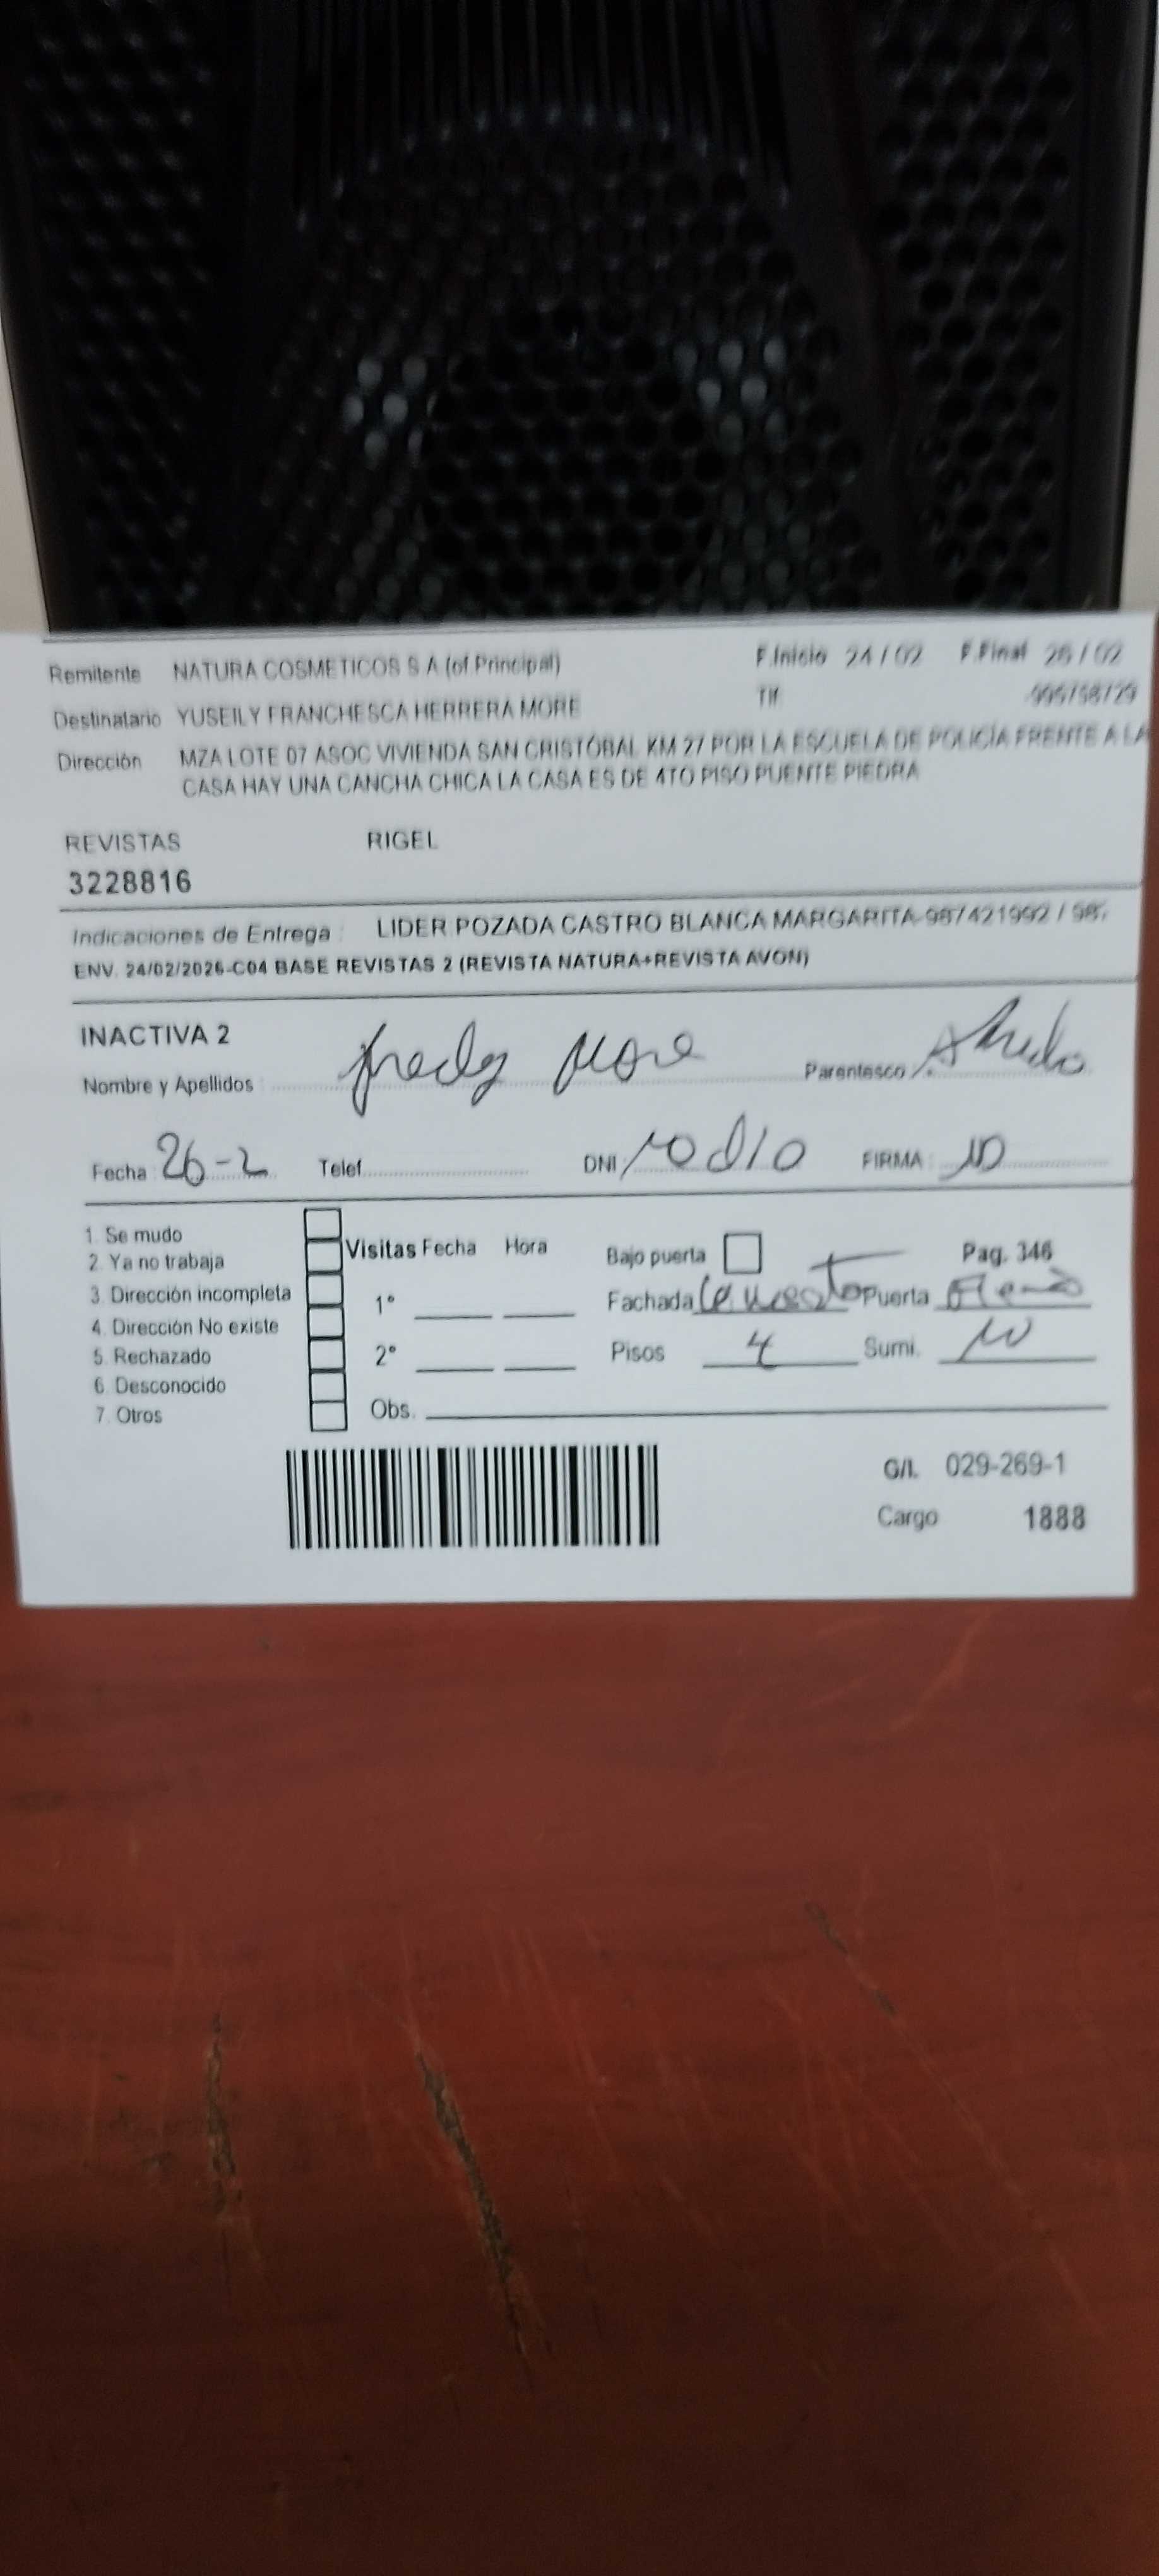 Remitente NATURA COSMETICOS S A (of.Principal) F.Inicio 24 / 02 F.Final 26 / 02
Destinatario YUSEILY FRANCHESCA HERRERA MORE Tlf.
Dirección MZA LOTE 07 ASOC VIVIENDA SAN CRISTÓBAL KM 27 POR LA ESCUELA DE POLICÍA FRENTE A LA
CASA HAY UNA CANCHA CHICA LA CASA ES DE 4TO PISO PUENTE PIEDRA
REVISTAS RIGEL
3228816
Indicaciones de Entrega : LIDER POZADA CASTRO BLANCA MARGARITA-987421992 / 98
ENV. 24/02/2026-C04 BASE REVISTAS 2 (REVISTA NATURA+REVISTA AVON)
INACTIVA 2
Nombre y Apellidos fredy More Parentesco
Fecha 26-2 Telef. DNI FIRMA
1. Se mudo
2. Ya no trabaja
3. Dirección incompleta
4. Dirección No existe
5. Rechazado
6. Desconocido
7. Otros
Visitas Fecha Hora
1°
2°
Obs.
Bajo puerta Pag. 346
Fachada Puerta
Pisos 4 Sumi.
G/I. 029-269-1
Cargo 1888